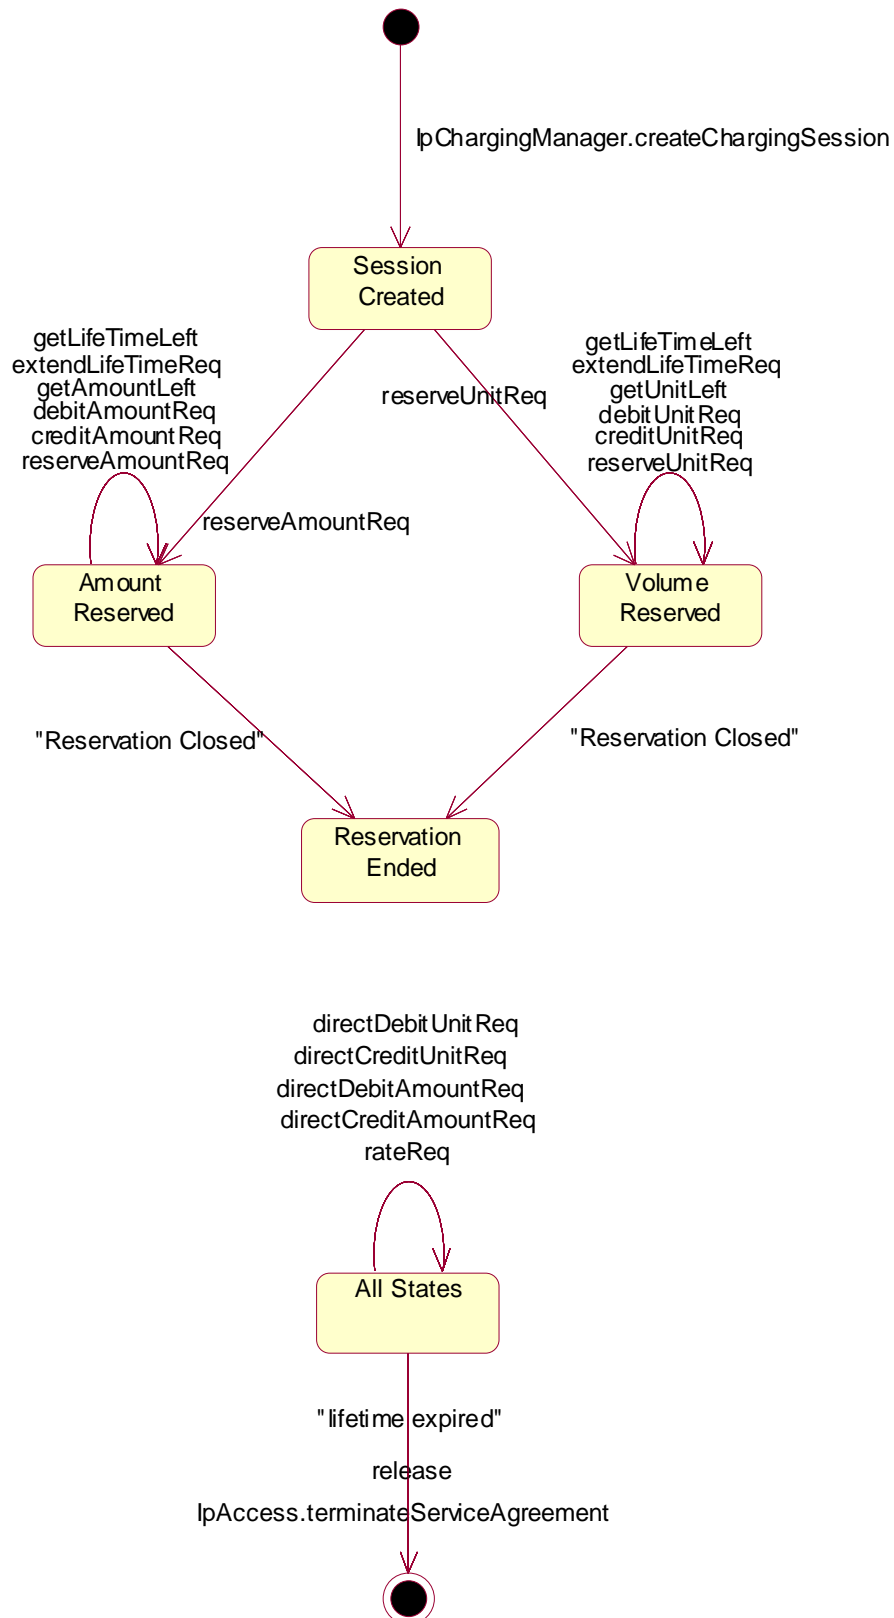 IpChargingManager.createChargingSession
Session
Created
getLifeTimeLeft
extendLifeTimeReq
getAmountLeft
debitAmountReq
creditAmountReq
reserveAmountReq
reserveUnitReq
getLifeTimeLeft
extendLifeTimeReq
getUnitLeft
debitUnitReq
creditUnitReq
reserveUnitReq
reserveAmountReq
Amount
Reserved
Volume
Reserved
"Reservation Closed"
"Reservation Closed"
Reservation
Ended
directDebitUnitReq
directCreditUnitReq
directDebitAmountReq
directCreditAmountReq
rateReq
All States
"lifetime expired"
release
IpAccess.terminateServiceAgreement